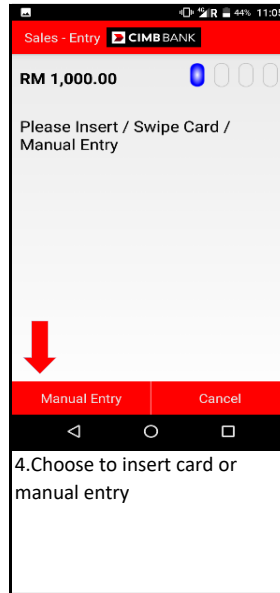 44% 11:05
Sales - Entry CIMB BANK
RM 1,000.00
Please Insert / Swipe Card /
Manual Entry
Manual Entry Cancel
4.Choose to insert card or
manual entry